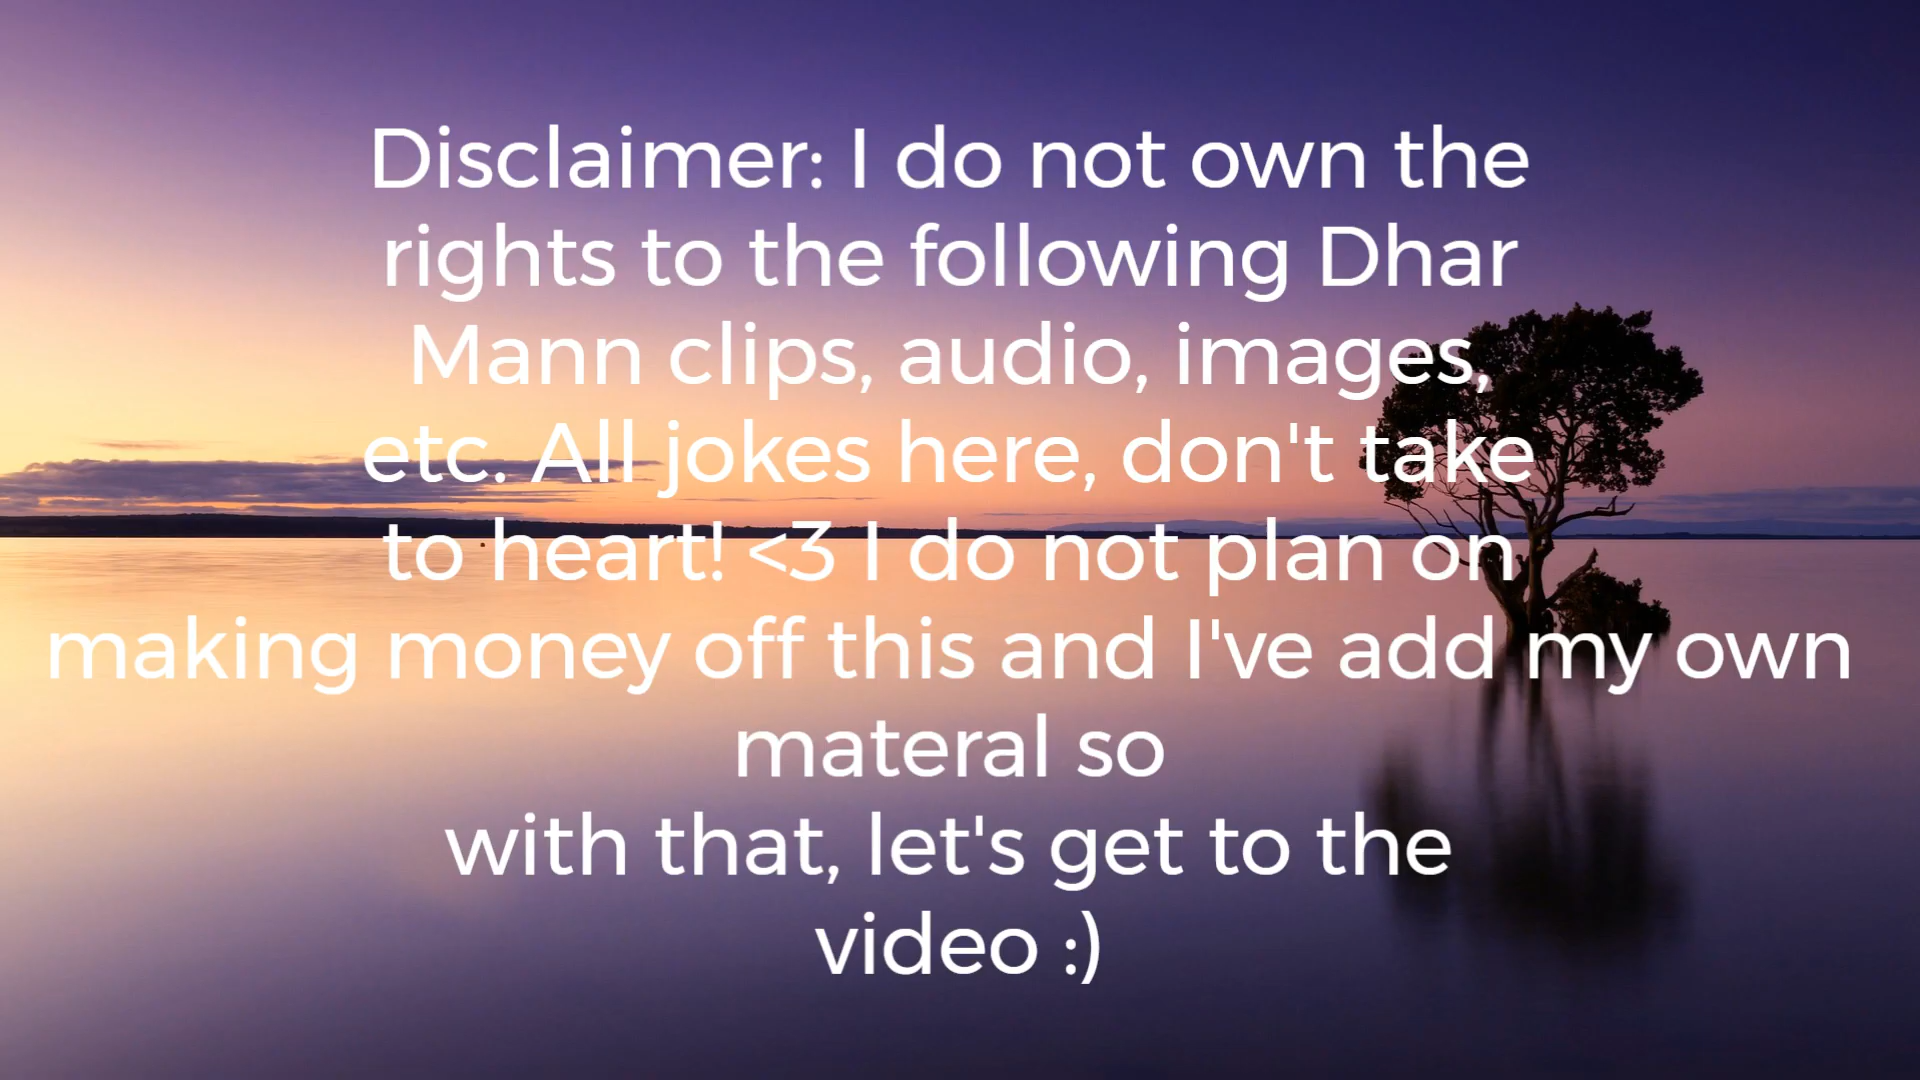 Disclaimer: I do not own the
rights to the following Dhar
Mann clips, audio, images,
etc. All jokes here, don't take
to heart! <3 I do not plan on
making money off this and I've add my own
materal so
with that, let's get to the
video :)